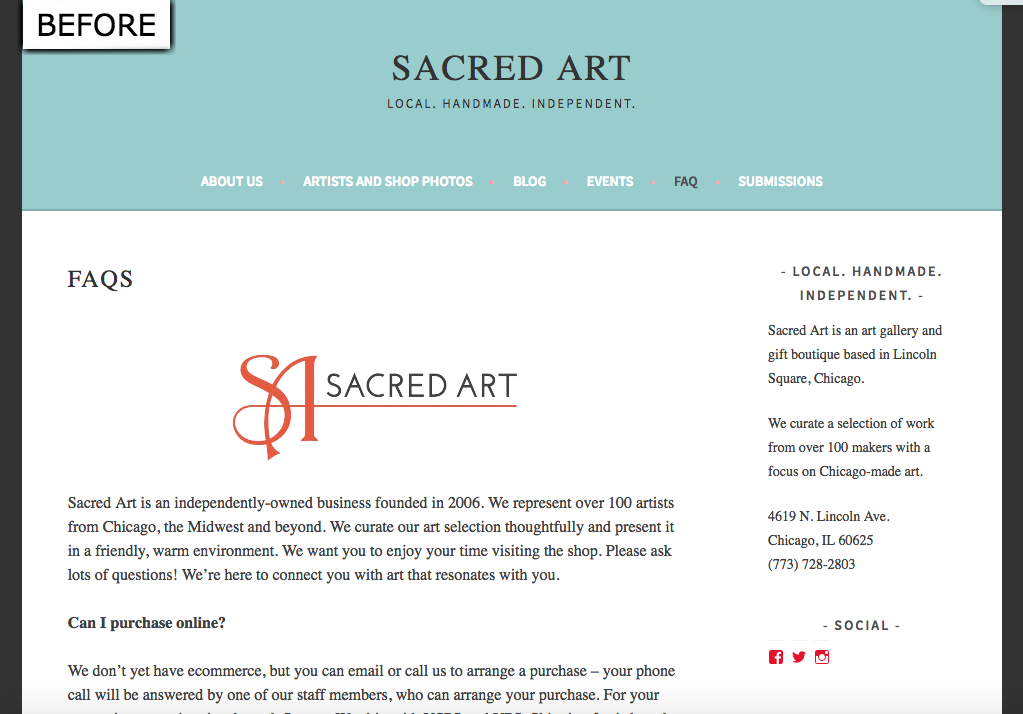 BEFORE
SACRED ART
LOCAL. HANDMADE. INDEPENDENT.
ABOUT US ARTISTS AND SHOP PHOTOS BLOG EVENTS FAQ SUBMISSIONS
FAQS
SA SACRED ART
Sacred Art is an independently-owned business founded in 2006. We represent over 100 artists
from Chicago, the Midwest and beyond. We curate our art selection thoughtfully and present it
in a friendly, warm environment. We want you to enjoy your time visiting the shop. Please ask
lots of questions! We’re here to connect you with art that resonates with you.
Can I purchase online?
We don’t yet have ecommerce, but you can email or call us to arrange a purchase – your phone
call will be answered by one of our staff members, who can arrange your purchase. For your
- LOCAL. HANDMADE.
INDEPENDENT. -
Sacred Art is an art gallery and
gift boutique based in Lincoln
Square, Chicago.
We curate a selection of work
from over 100 makers with a
focus on Chicago-made art.
4619 N. Lincoln Ave.
Chicago, IL 60625
(773) 728-2803
- SOCIAL -